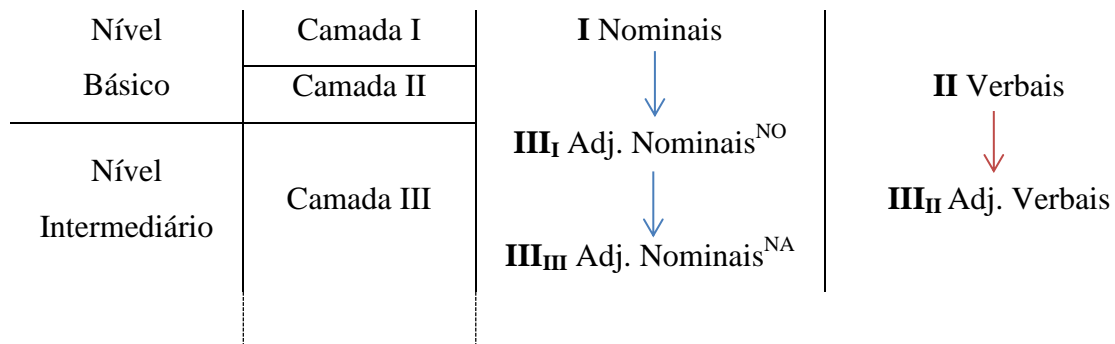 Nível
Básico
Camada I
Camada II
I Nominais
II Verbais
Nível
Intermediário
Camada III
III_I Adj. Nominais^NO
III_III Adj. Nominais^NA
III_II Adj. Verbais